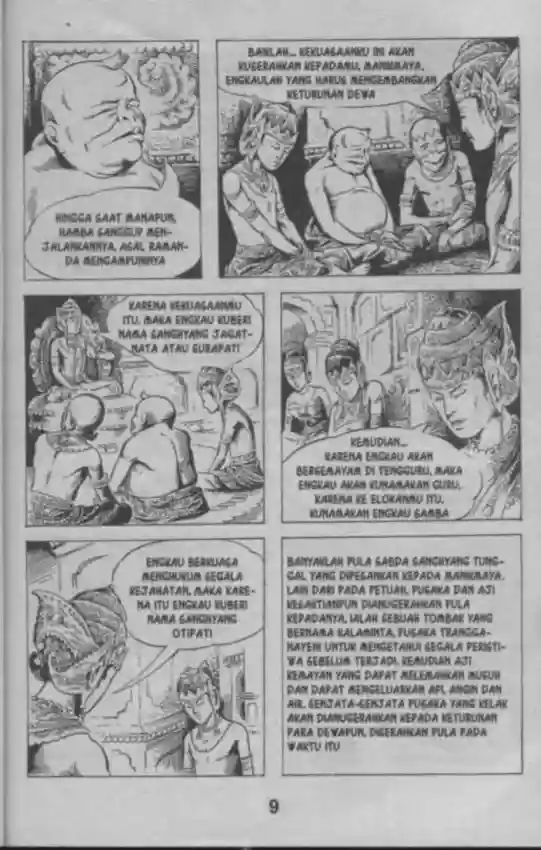 HINGGA SAAT MANAPUN,
HAMBA SANGGUP MEN-
JALANKANNYA, ASAL RAMAN-
DA MENGAMPUNINYA
BAIKLAH... KEKUASAANKU INI AKAN
KUSERAHKAN KEPADAMU, MANIKMAYA.
ENGKAULAH YANG HARUS MENGEMBANGKAN
KETURUNAN DEWA
KARENA KEKUASAANMU
ITU, MAKA ENGKAU KUBERI
NAMA SANGHYANG JAGAT-
NATA ATAU SURAPATI
KEMUDIAN...
KARENA ENGKAU AKAN
BERSEMAYAM DI TENGGURU, MAKA
ENGKAU AKAN KUNAMAKAN GURU.
KARENA KE ELOKANMU ITU,
KUNAMAKAN ENGKAU SAMBA
ENGKAU BERKUASA
MENGHUKUM SEGALA
KEJAHATAN, MAKA KARE-
NA ITU ENGKAU KUBERI
NAMA SANGHYANG
OTIPATI
BANYAKLAH PULA SABDA SANGHYANG TUNG-
GAL YANG DIPESANKAN KEPADA MANIKMAYA.
LAIN DARI PADA PETUAH, PUSAKA DAN AJI
KESAKTIANPUN DIANUGERAHKAN PULA
KEPADANYA, IALAH SEBUAH TOMBAK YANG
BERNAMA KALAMINTA, PUSAKA TRANGGA-
HAYEIN UNTUK MENGETAHUI SEGALA PERISTI-
WA SEBELUM TERJADI. KEMUDIAN AJI
KEMAYAN YANG DAPAT MELEMAHKAN MUSUH
DAN DAPAT MENGELUARKAN API, ANGIN DAN
AIR. SENJATA-SENJATA PUSAKA YANG KELAK
AKAN DIANUGERAHKAN KEPADA KETURUNAN
PARA DEWAPUN, DISERAHKAN PULA PADA
WAKTU ITU
9